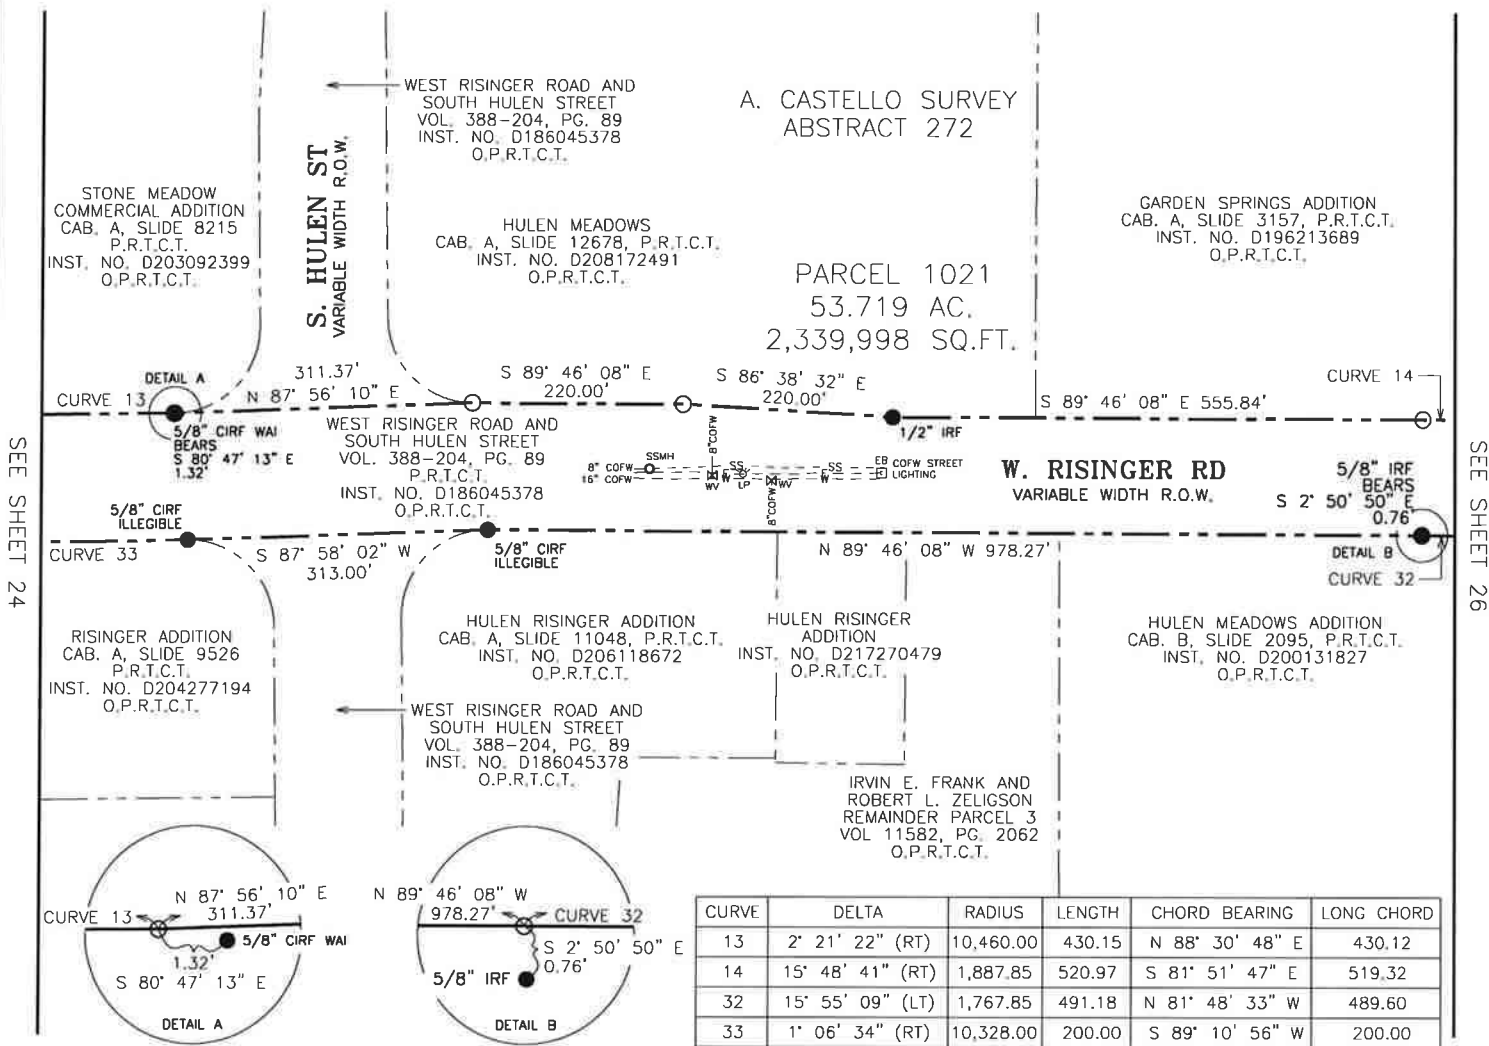 WEST RISINGER ROAD AND
SOUTH HULEN STREET
VOL. 388-204, PG. 89
INST. NO. D186045378
O.P.R.T.C.T.
A. CASTELLO SURVEY
ABSTRACT 272
S. HULEN ST
VARIABLE WIDTH R.O.W.
STONE MEADOW
COMMERCIAL ADDITION
CAB. A, SLIDE 8215
P.R.T.C.T.
INST. NO. D203092399
O.P.R.T.C.T.
HULEN MEADOWS
CAB. A, SLIDE 12678, P.R.T.C.T.
INST. NO. D208172491
O.P.R.T.C.T.
GARDEN SPRINGS ADDITION
CAB. A, SLIDE 3157, P.R.T.C.T.
INST. NO. D196213689
O.P.R.T.C.T.
PARCEL 1021
53.719 AC.
2,339,998 SQ.FT.
DETAIL A
CURVE 13
311.37'
N 87° 56' 10" E
S 89° 46' 08" E
220.00'
S 86° 38' 32" E
220.00'
S 89° 46' 08" E 555.84'
CURVE 14
5/8" CIRF WAI
BEARS
S 80° 47' 13" E
1.32'
WEST RISINGER ROAD AND
SOUTH HULEN STREET
VOL. 388-204, PG. 89
P.R.T.C.T.
INST. NO. D186045378
O.P.R.T.C.T.
1/2" IRF
8"COFW
SSMH
8" COFW
16" COFW
SS
SS
W
W
WV
LP
WV
8"COFW
EB COFW STREET
LIGHTING
W. RISINGER RD
VARIABLE WIDTH R.O.W.
5/8" IRF
BEARS
S 2° 50' 50" E
0.76'
SEE SHEET 24
SEE SHEET 26
5/8" CIRF
ILLEGIBLE
CURVE 33
S 87° 58' 02" W
313.00'
5/8" CIRF
ILLEGIBLE
N 89° 46' 08" W 978.27'
DETAIL B
CURVE 32
RISINGER ADDITION
CAB. A, SLIDE 9526
P.R.T.C.T.
INST. NO. D204277194
O.P.R.T.C.T.
HULEN RISINGER ADDITION
CAB. A, SLIDE 11048, P.R.T.C.T.
INST. NO. D206118672
O.P.R.T.C.T.
HULEN RISINGER
ADDITION
INST. NO. D217270479
O.P.R.T.C.T.
HULEN MEADOWS ADDITION
CAB. B, SLIDE 2095, P.R.T.C.T.
INST. NO. D200131827
O.P.R.T.C.T.
WEST RISINGER ROAD AND
SOUTH HULEN STREET
VOL. 388-204, PG. 89
INST. NO. D186045378
O.P.R.T.C.T.
IRVIN E. FRANK AND
ROBERT L. ZELIGSON
REMAINDER PARCEL 3
VOL 11582, PG. 2062
O.P.R.T.C.T.
N 87° 56' 10" E
311.37'
CURVE 13
5/8" CIRF WAI
1.32'
S 80° 47' 13" E
DETAIL A
N 89° 46' 08" W
978.27'
CURVE 32
S 2° 50' 50" E
0.76'
5/8" IRF
DETAIL B
CURVE DELTA RADIUS LENGTH CHORD BEARING LONG CHORD
13 2° 21' 22" (RT) 10,460.00 430.15 N 88° 30' 48" E 430.12
14 15° 48' 41" (RT) 1,887.85 520.97 S 81° 51' 47" E 519.32
32 15° 55' 09" (LT) 1,767.85 491.18 N 81° 48' 33" W 489.60
33 1° 06' 34" (RT) 10,328.00 200.00 S 89° 10' 56" W 200.00